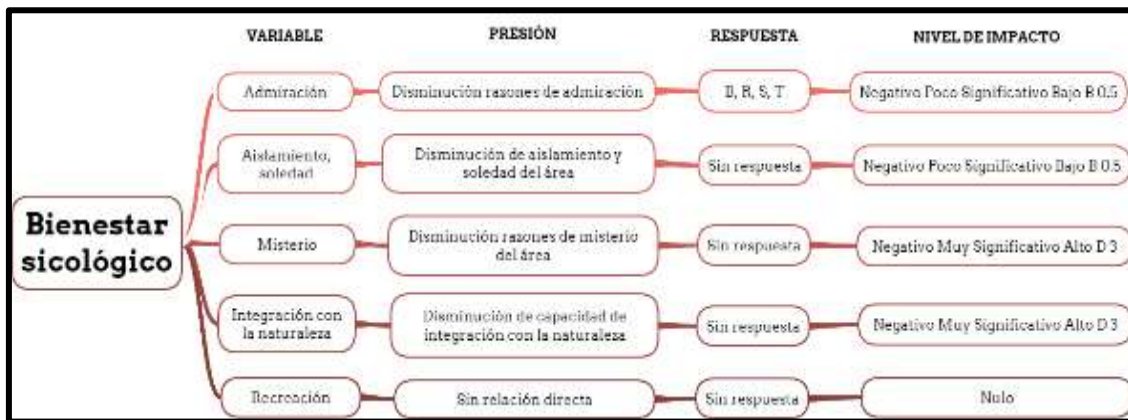 VARIABLE PRESIÓN RESPUESTA NIVEL DE IMPACTO
Admiración Disminución razones de admiración B, R, S, T Negativo Poco Significativo Bajo B 0.5
Aislamiento,
soledad
Disminución de aislamiento y
soledad del área
Sin respuesta
Negativo Poco Significativo Bajo B 0.5
Bienestar
sicológico
Misterio
Disminución razones de misterio
del área
Sin respuesta
Negativo Muy Significativo Alto D 3
Integración con
la naturaleza
Disminución de capacidad de
integración con la naturaleza
Sin respuesta
Negativo Muy Significativo Alto D 3
Recreación Sin relación directa Sin respuesta Nulo